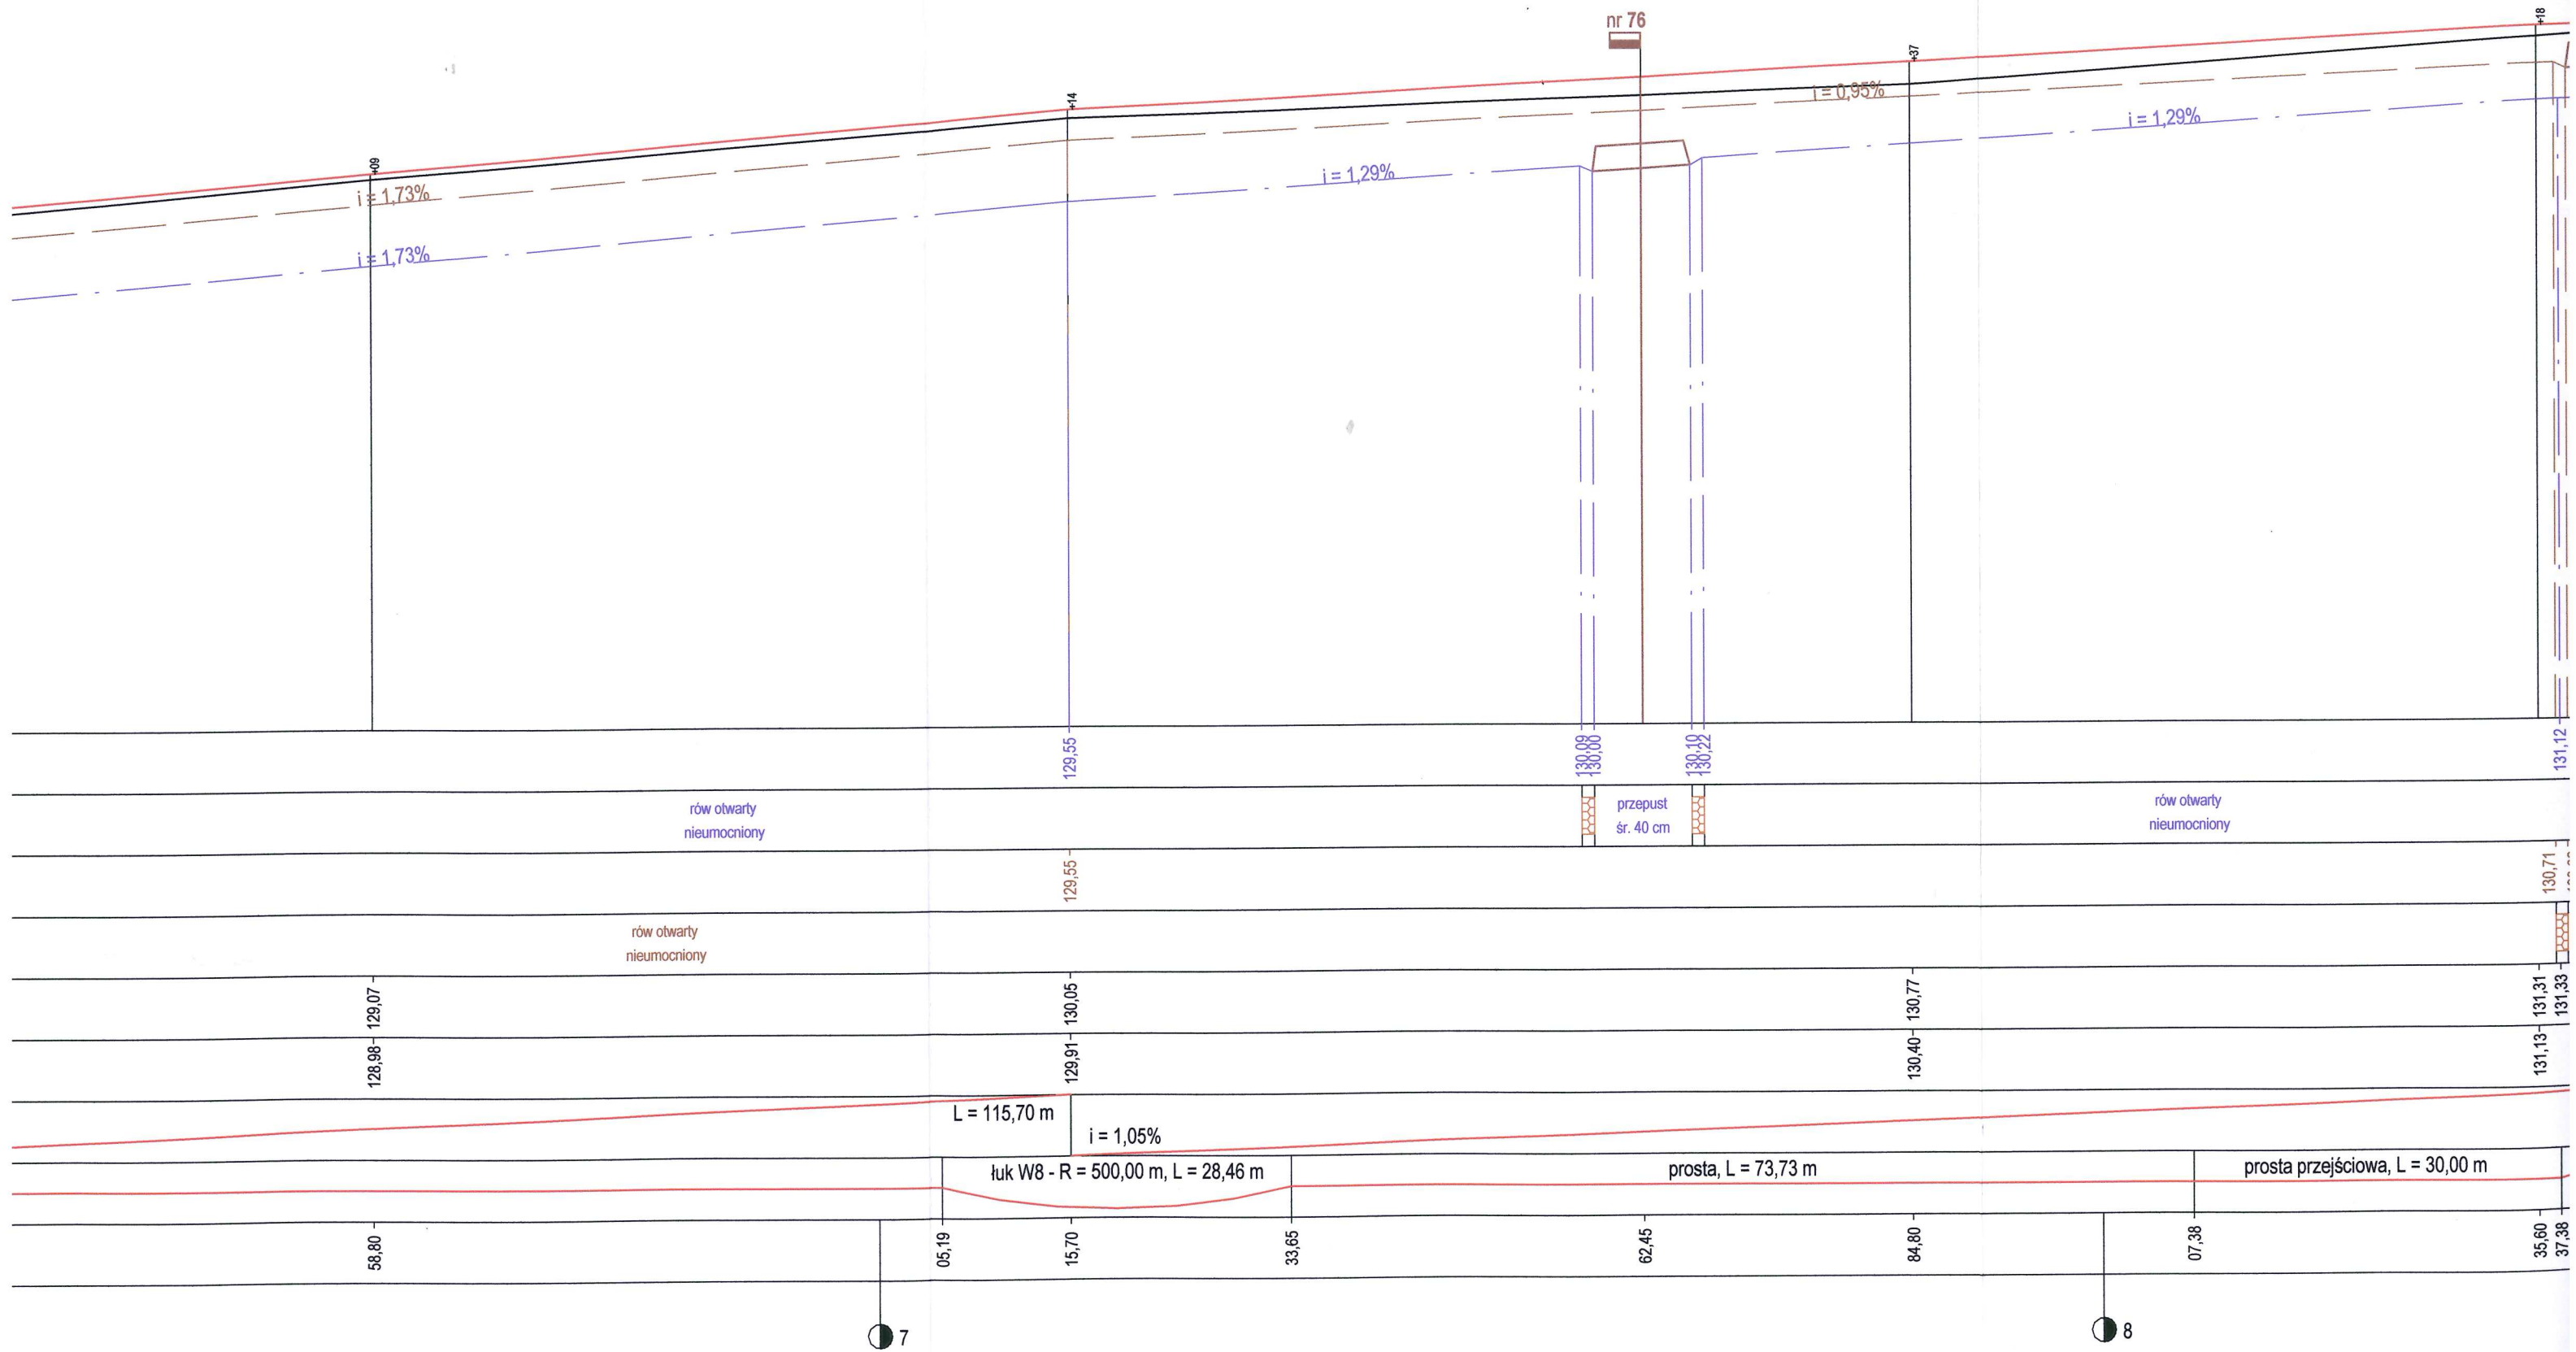 nr 76
+18
+37
+14
+09
i = 0,95%
i = 1,29%
i = 1,29%
i = 1,73%
i = 1,73%
129,55
130,09
130,00
130,10
130,22
131,12
rów otwarty
nieumocniony
przepust
śr. 40 cm
rów otwarty
nieumocniony
129,55
130,71
rów otwarty
nieumocniony
129,07
130,05
130,77
131,31
131,33
128,98
129,91
130,40
131,13
L = 115,70 m
i = 1,05%
łuk W8 - R = 500,00 m, L = 28,46 m
prosta, L = 73,73 m
prosta przejściowa, L = 30,00 m
58,80
05,19
15,70
33,65
62,45
84,80
07,38
35,60
37,38
7
8